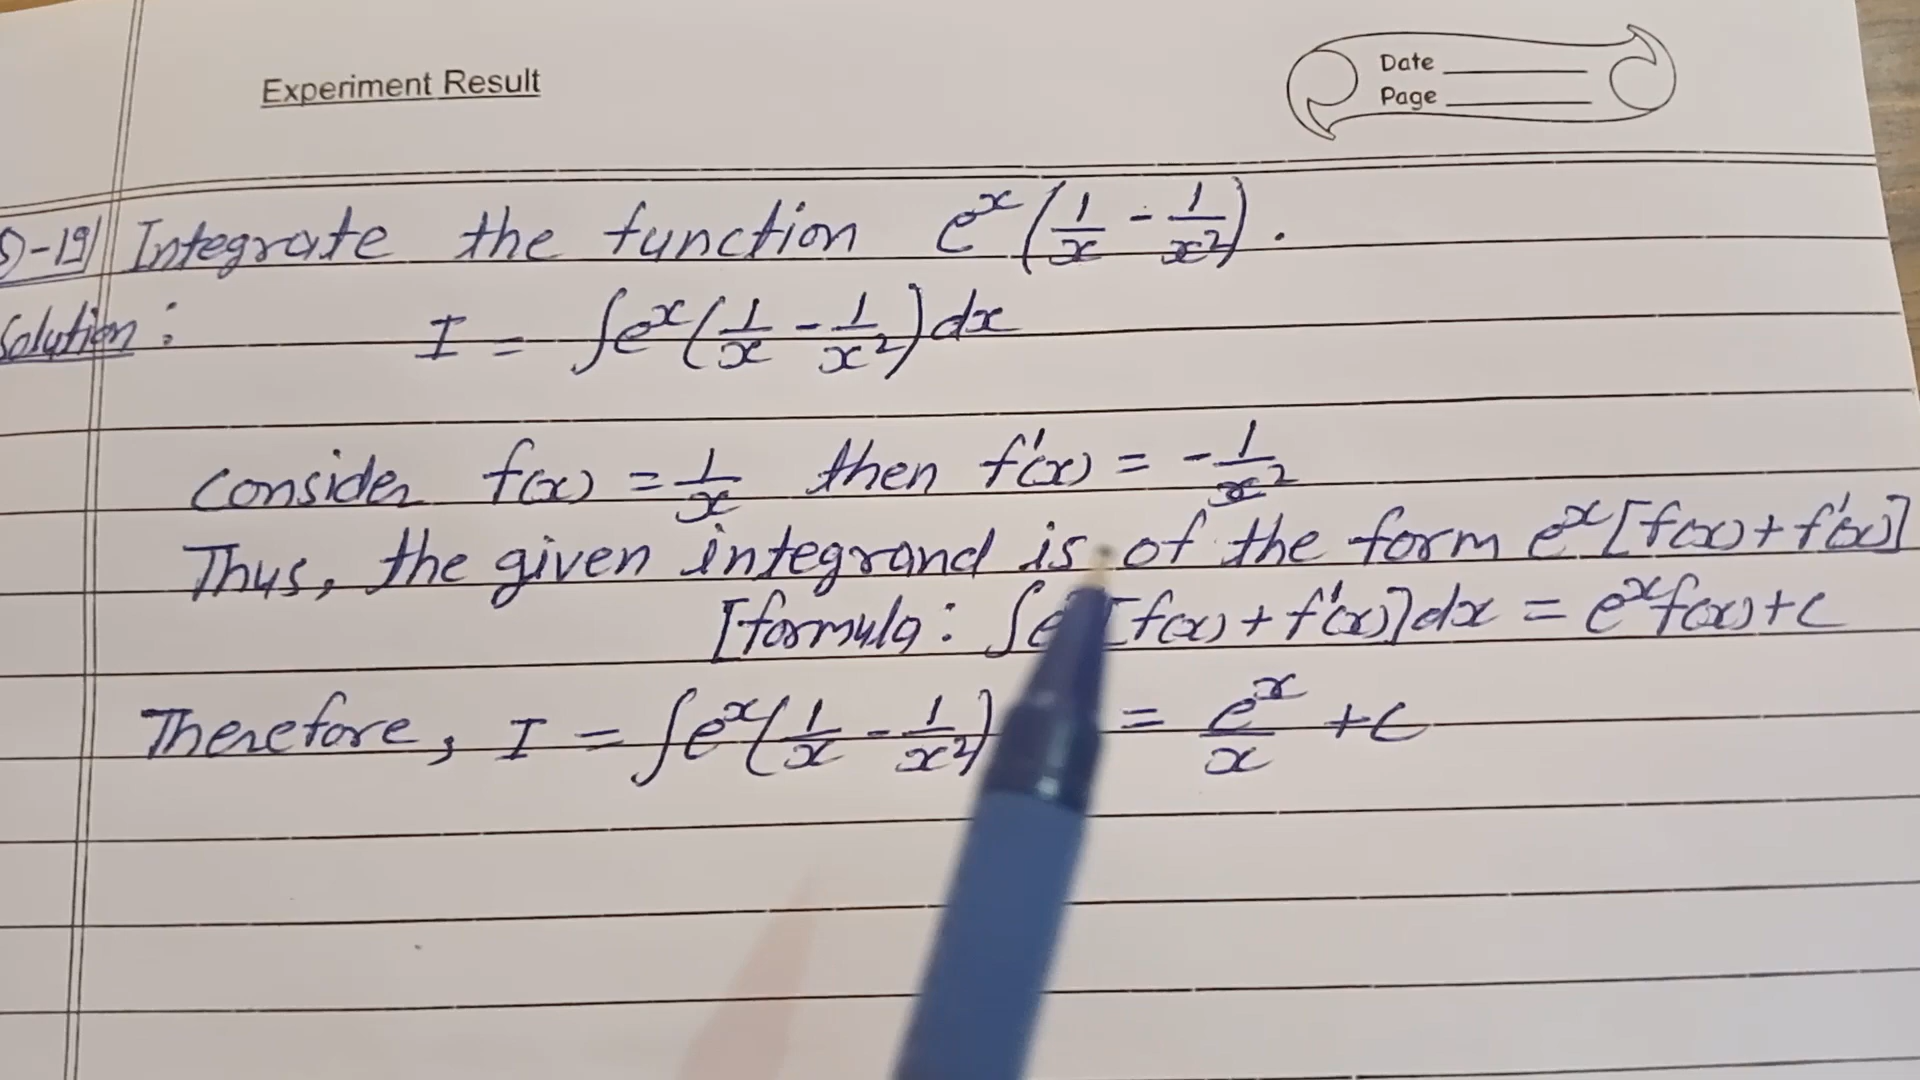 Experiment Result
Date
Page
Q-19) Integrate the function e^x (1/x - 1/x²).
Solution: I = ∫e^x(1/x - 1/x²)dx
Consider f(x) = 1/x then f'(x) = -1/x²
Thus, the given integrand is of the form e^x[f(x)+f'(x)]
[formula: ∫e [f(x)+f'(x)]dx = e^x f(x)+c
Therefore, I = ∫e^x(1/x - 1/x²) = e^x/x + c